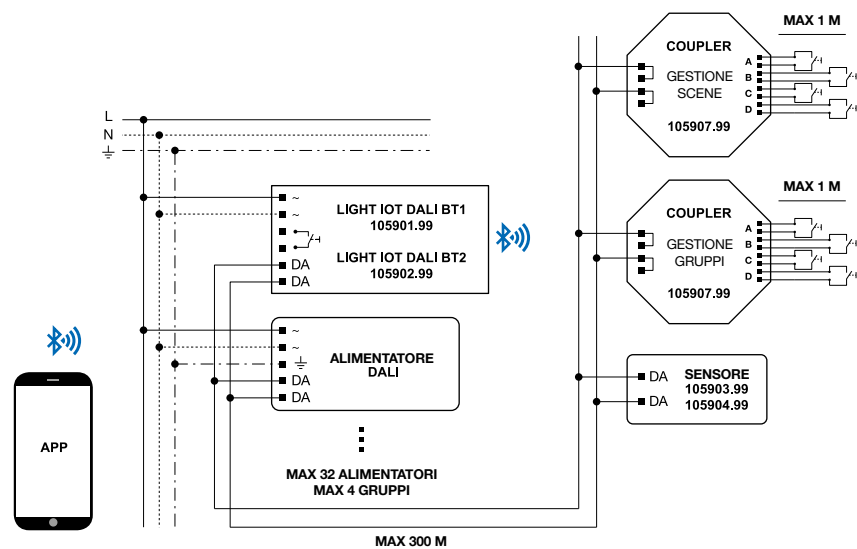 MAX 1 M
COUPLER
GESTIONE
SCENE
105907.99
A
B
C
D
L
N
MAX 1 M
COUPLER
GESTIONE
GRUPPI
105907.99
A
B
C
D
~
~
LIGHT IOT DALI BT1
105901.99
LIGHT IOT DALI BT2
105902.99
DA
DA
~
~
ALIMENTATORE
DALI
DA
DA
DA
DA
SENSORE
105903.99
105904.99
APP
MAX 32 ALIMENTATORI
MAX 4 GRUPPI
MAX 300 M